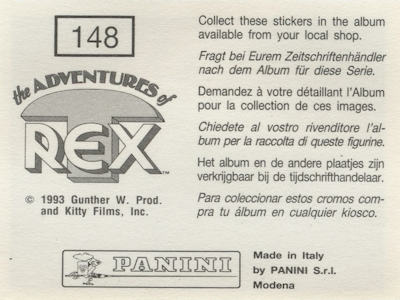 148
the ADVENTURES of
T
REX™
© 1993 Gunther W. Prod.
and Kitty Films, Inc.
Collect these stickers in the album
available from your local shop.
Fragt bei Eurem Zeitschriftenhändler
nach dem Album für diese Serie.
Demandez à votre détaillant l'Album
pour la collection de ces images.
Chiedete al vostro rivenditore l'al-
bum per la raccolta di queste figurine.
Het album en de andere plaatjes zijn
verkrijgbaar bij de tijdschrifthandelaar.
Para coleccionar estos cromos com-
pra tu álbum en cualquier kiosco.
PANINI
Made in Italy
by PANINI S.r.l.
Modena